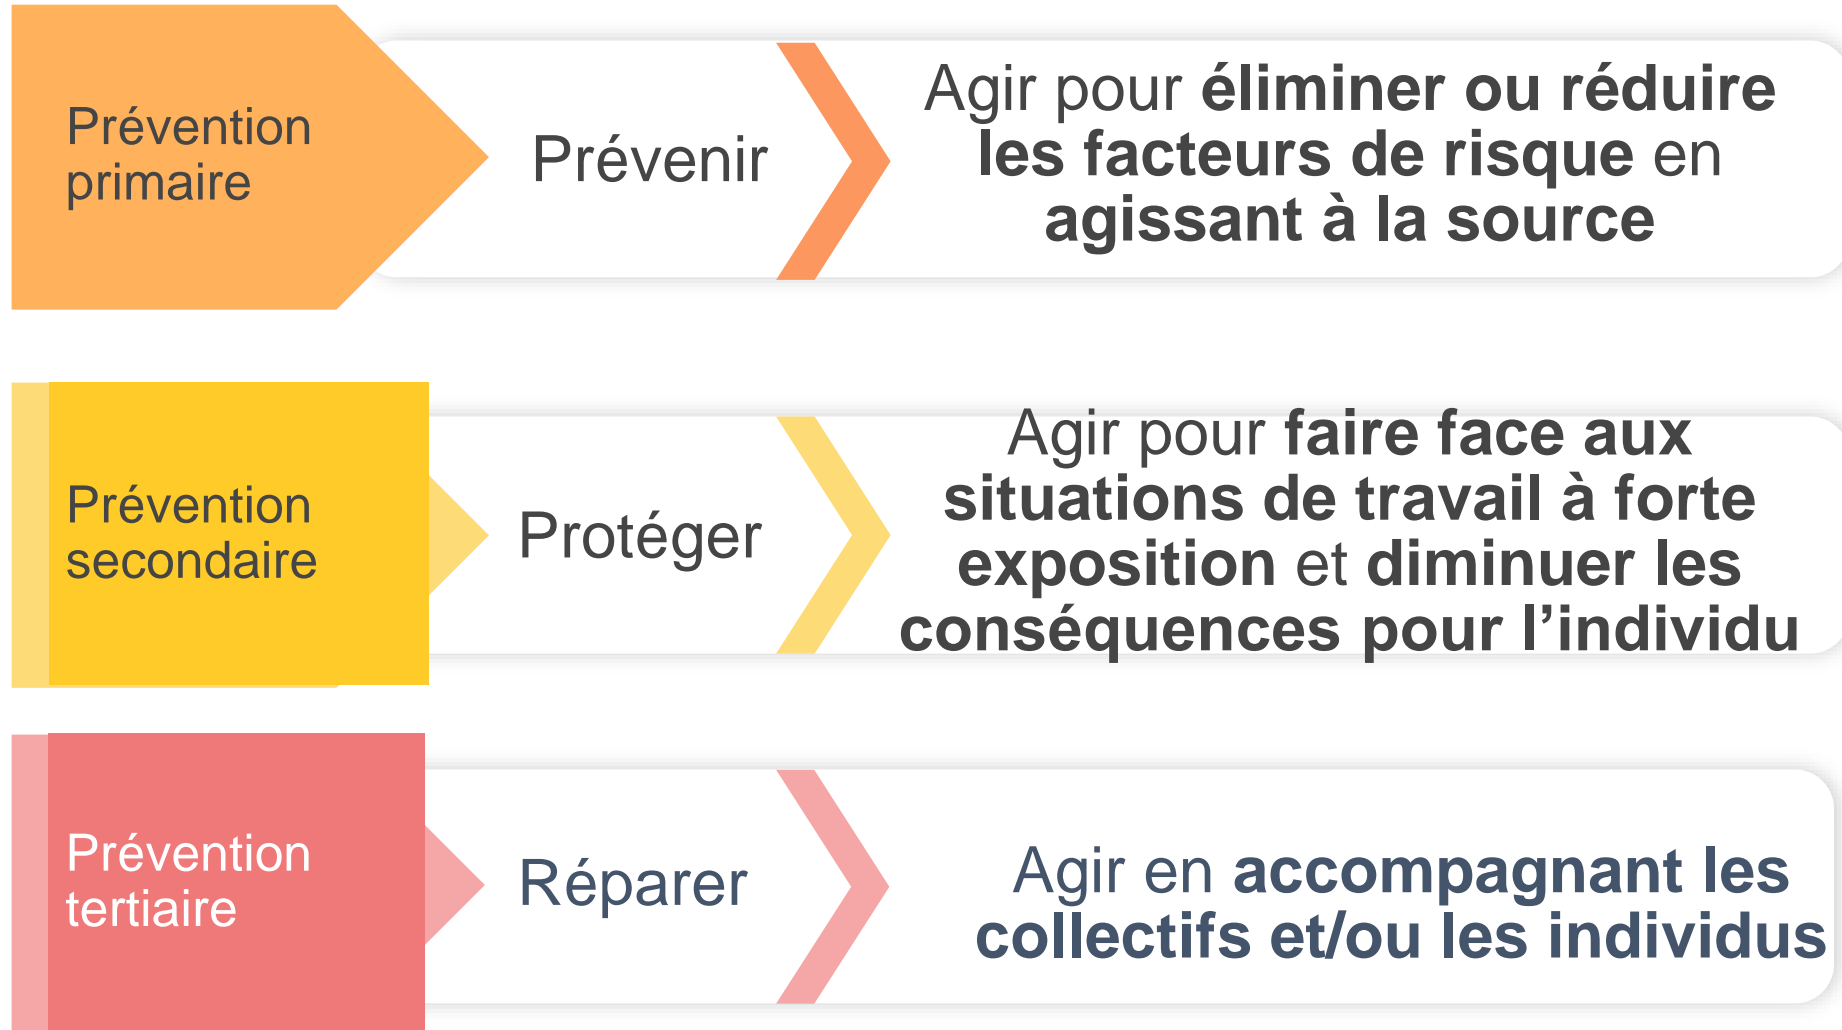 Prévention
primaire
Prévenir
Agir pour éliminer ou réduire
les facteurs de risque en
agissant à la source
Prévention
secondaire
Protéger
Agir pour faire face aux
situations de travail à forte
exposition et diminuer les
conséquences pour l’individu
Prévention
tertiaire
Réparer
Agir en accompagnant les
collectifs et/ou les individus